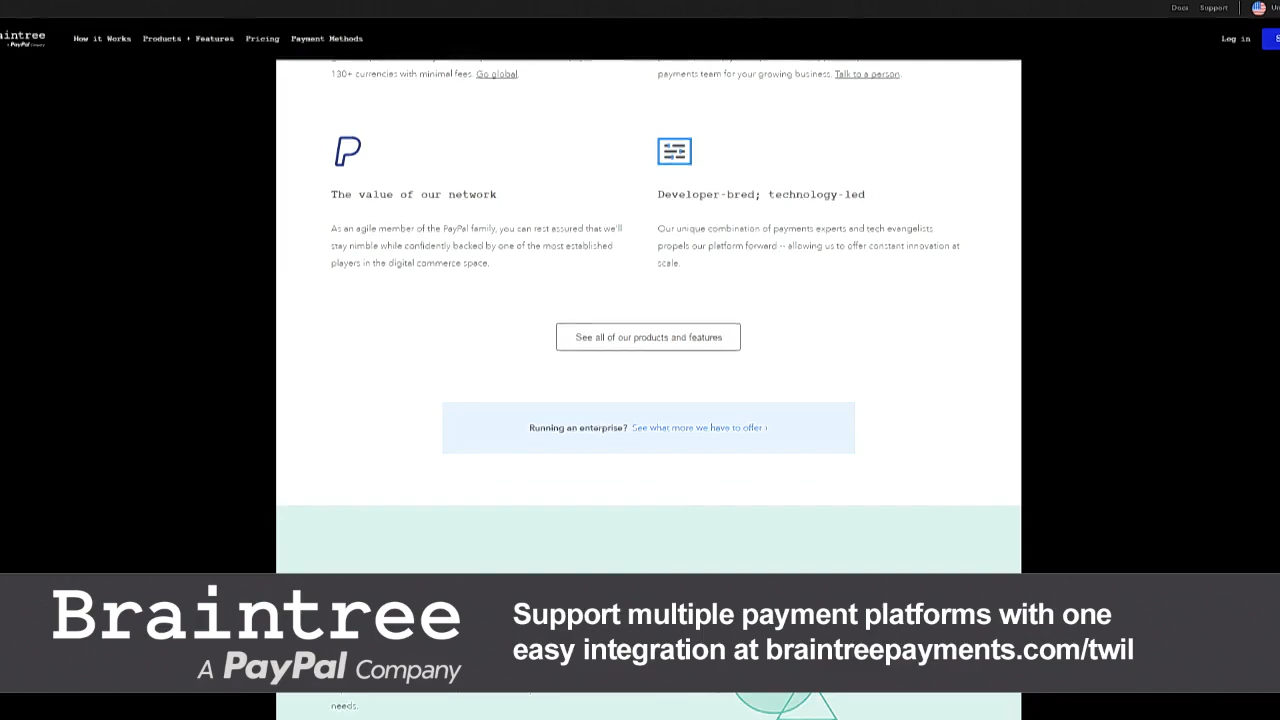 Docs Support
How it Works Products + Features Pricing Payment Methods Log in
130+ currencies with minimal fees. Go global.
payments team for your growing business. Talk to a person.
The value of our network
As an agile member of the PayPal family, you can rest assured that we'll
stay nimble while confidently backed by one of the most established
players in the digital commerce space.
Developer-bred; technology-led
Our unique combination of payments experts and tech evangelists
propels our platform forward -- allowing us to offer constant innovation at
scale.
See all of our products and features
Running an enterprise? See what more we have to offer ›
Braintree
A PayPal Company
Support multiple payment platforms with one
easy integration at braintreepayments.com/twil
needs.